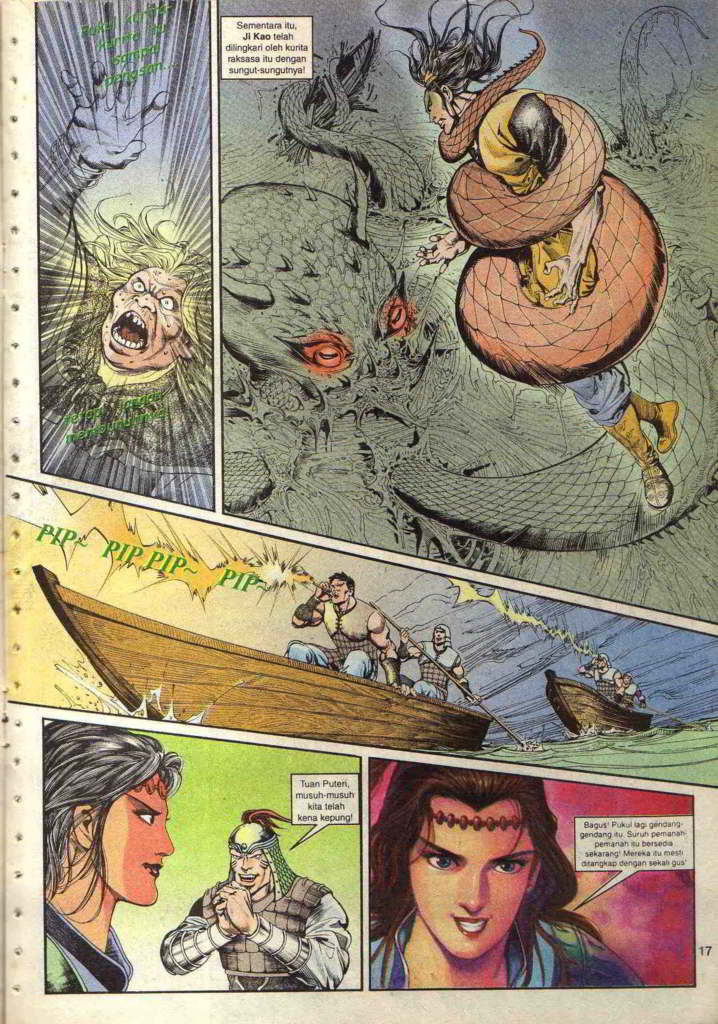 Sementara itu,
Ji Kao telah
dilingkari oleh kurita
raksasa itu dengan
sungut-sungutnya!
sampai
PIP~ PIP PIP~ PIP~
Tuan Puteri,
musuh-musuh
kita telah
kena kepung!
Bagus! Pukul lagi gendang-
gendang itu. Suruh pemanah-
pemanah itu bersedia
sekarang! Mereka itu mesti
ditangkap dengan sekali gus!
17